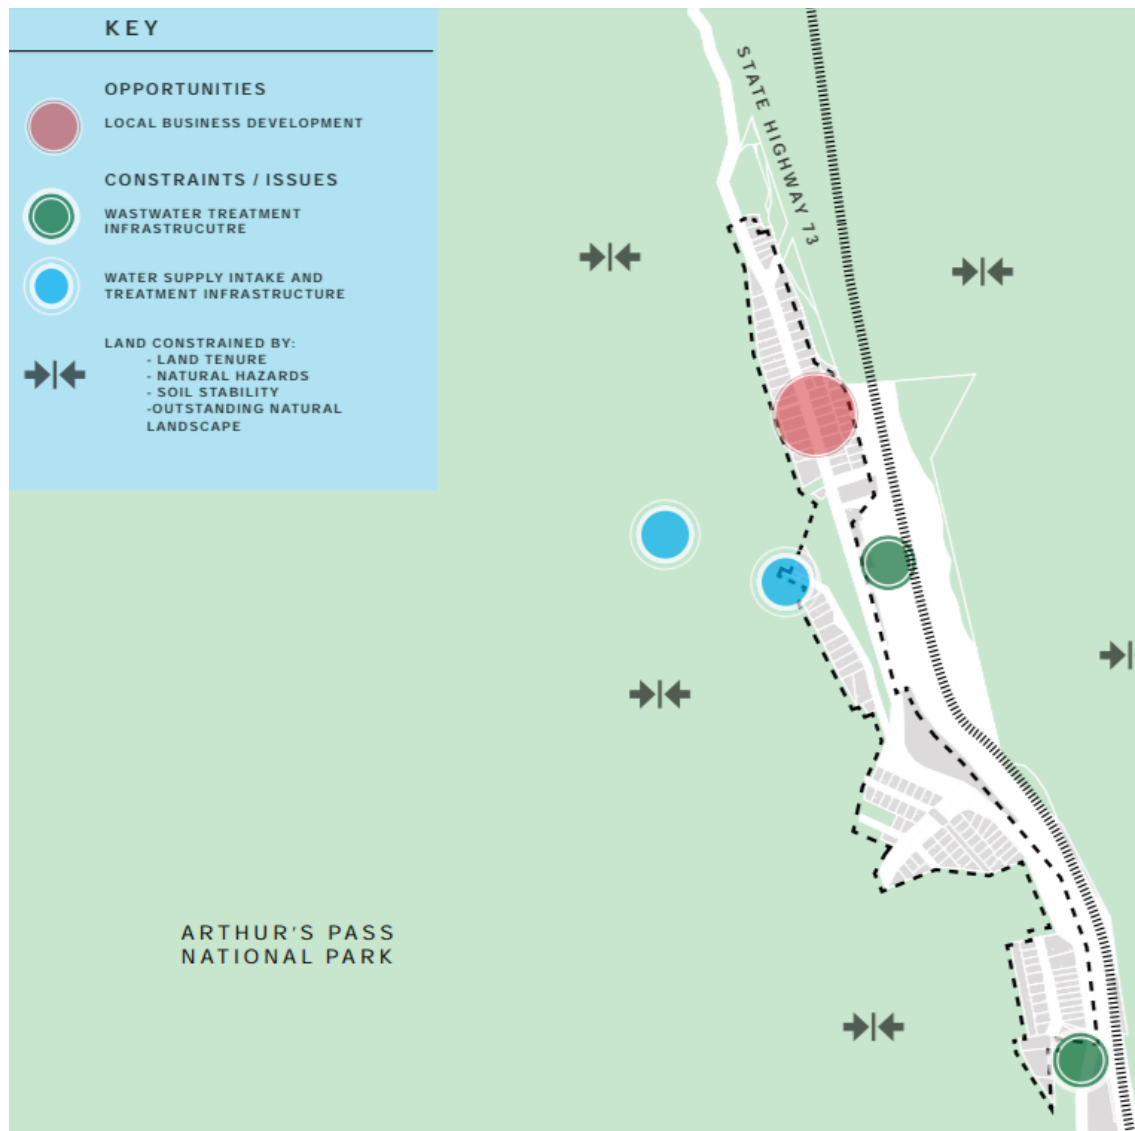 KEY
OPPORTUNITIES
LOCAL BUSINESS DEVELOPMENT
CONSTRAINTS / ISSUES
WASTWATER TREATMENT
INFRASTRUCUTRE
WATER SUPPLY INTAKE AND
TREATMENT INFRASTRUCTURE
LAND CONSTRAINED BY:
- LAND TENURE
- NATURAL HAZARDS
- SOIL STABILITY
-OUTSTANDING NATURAL
LANDSCAPE
STATE HIGHWAY 73
ARTHUR'S PASS
NATIONAL PARK